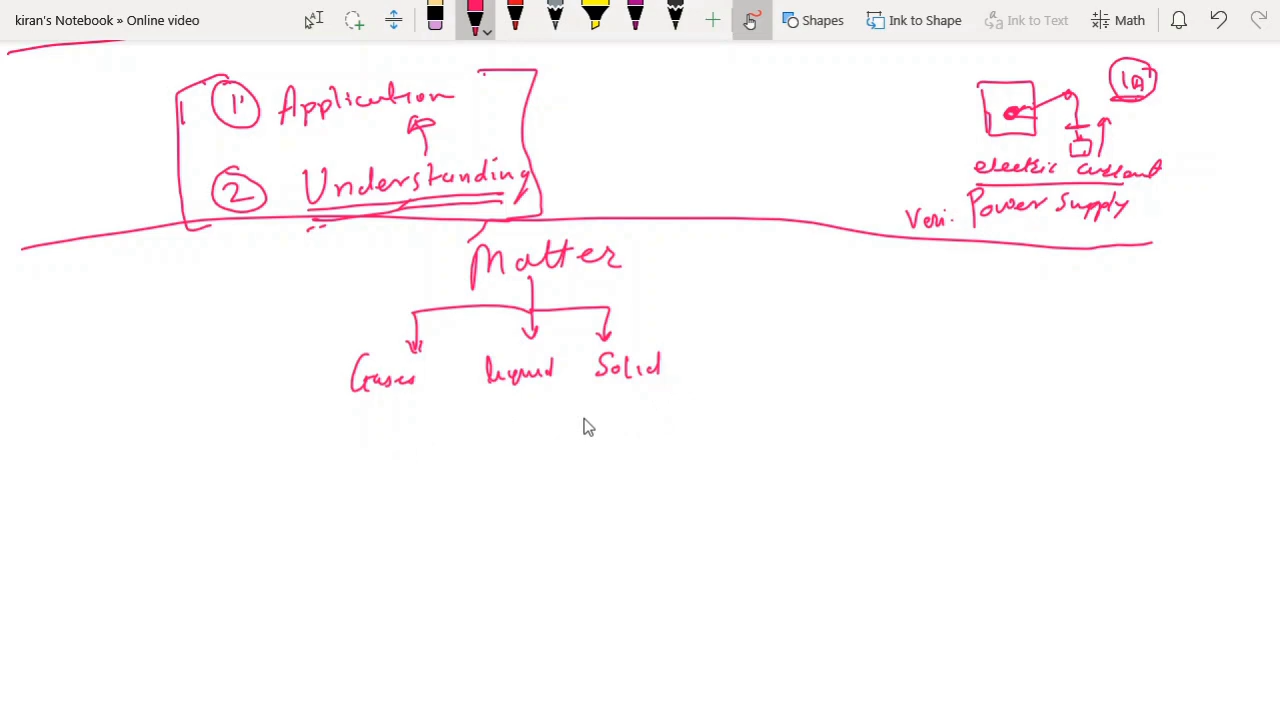 kiran's Notebook » Online video
Shapes
Ink to Shape
Ink to Text
Math
1 Application
2 Understanding
electric current
Veri. Power supply
Matter
Gases Liquid Solid